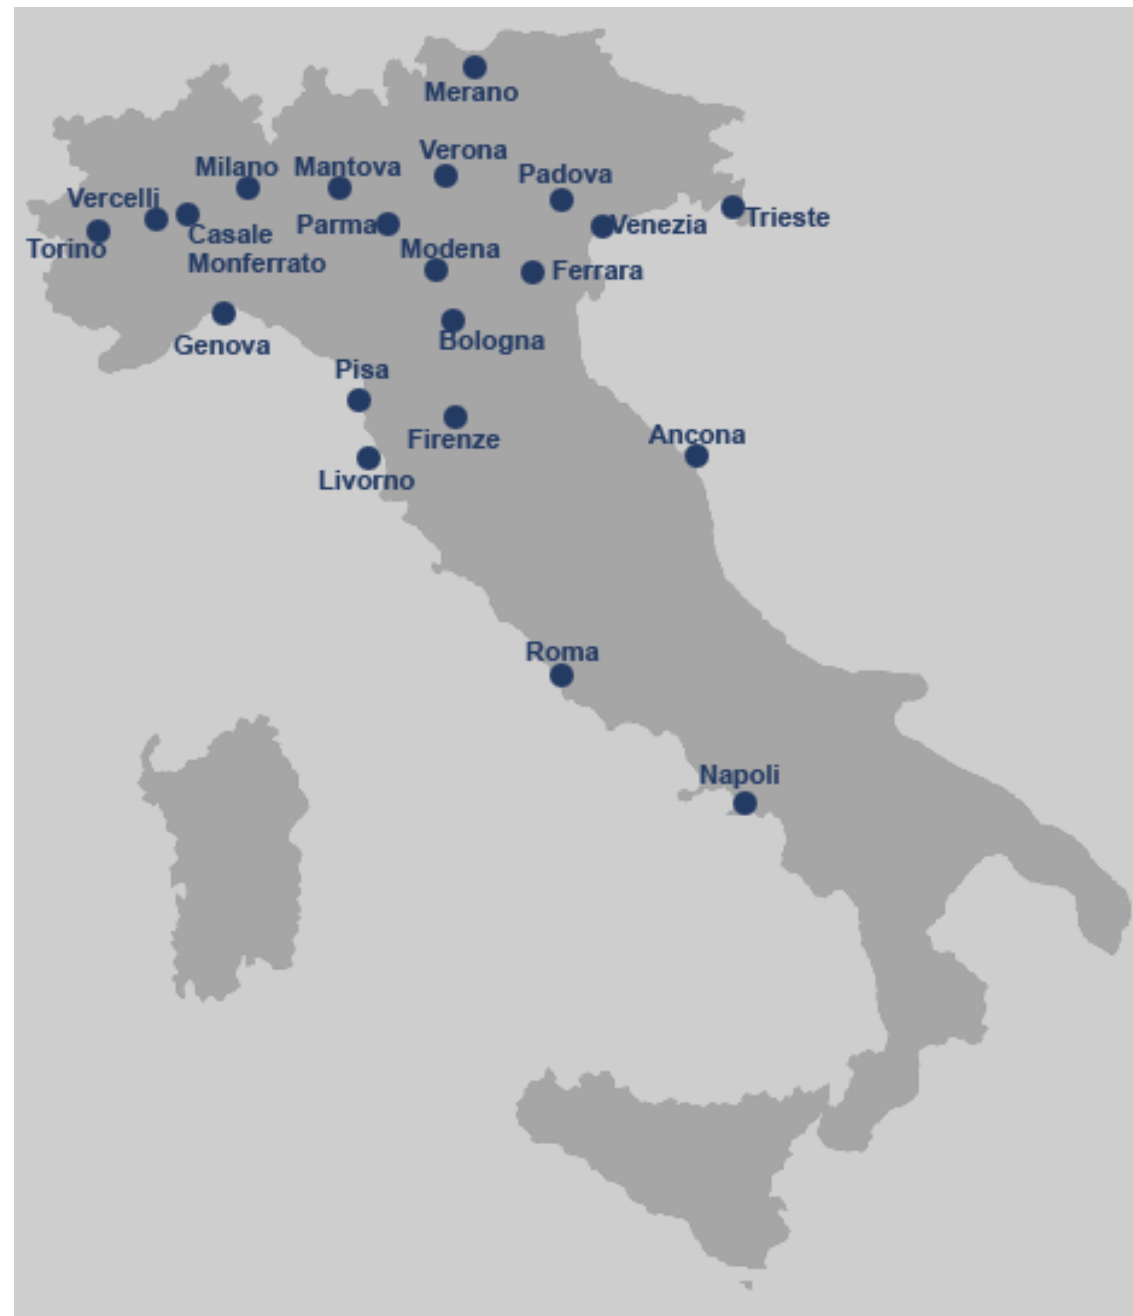 Merano
Verona
Milano
Mantova
Padova
Vercelli
Venezia
Trieste
Parma
Casale
Monferrato
Torino
Modena
Ferrara
Genova
Bologna
Pisa
Firenze
Ancona
Livorno
Roma
Napoli